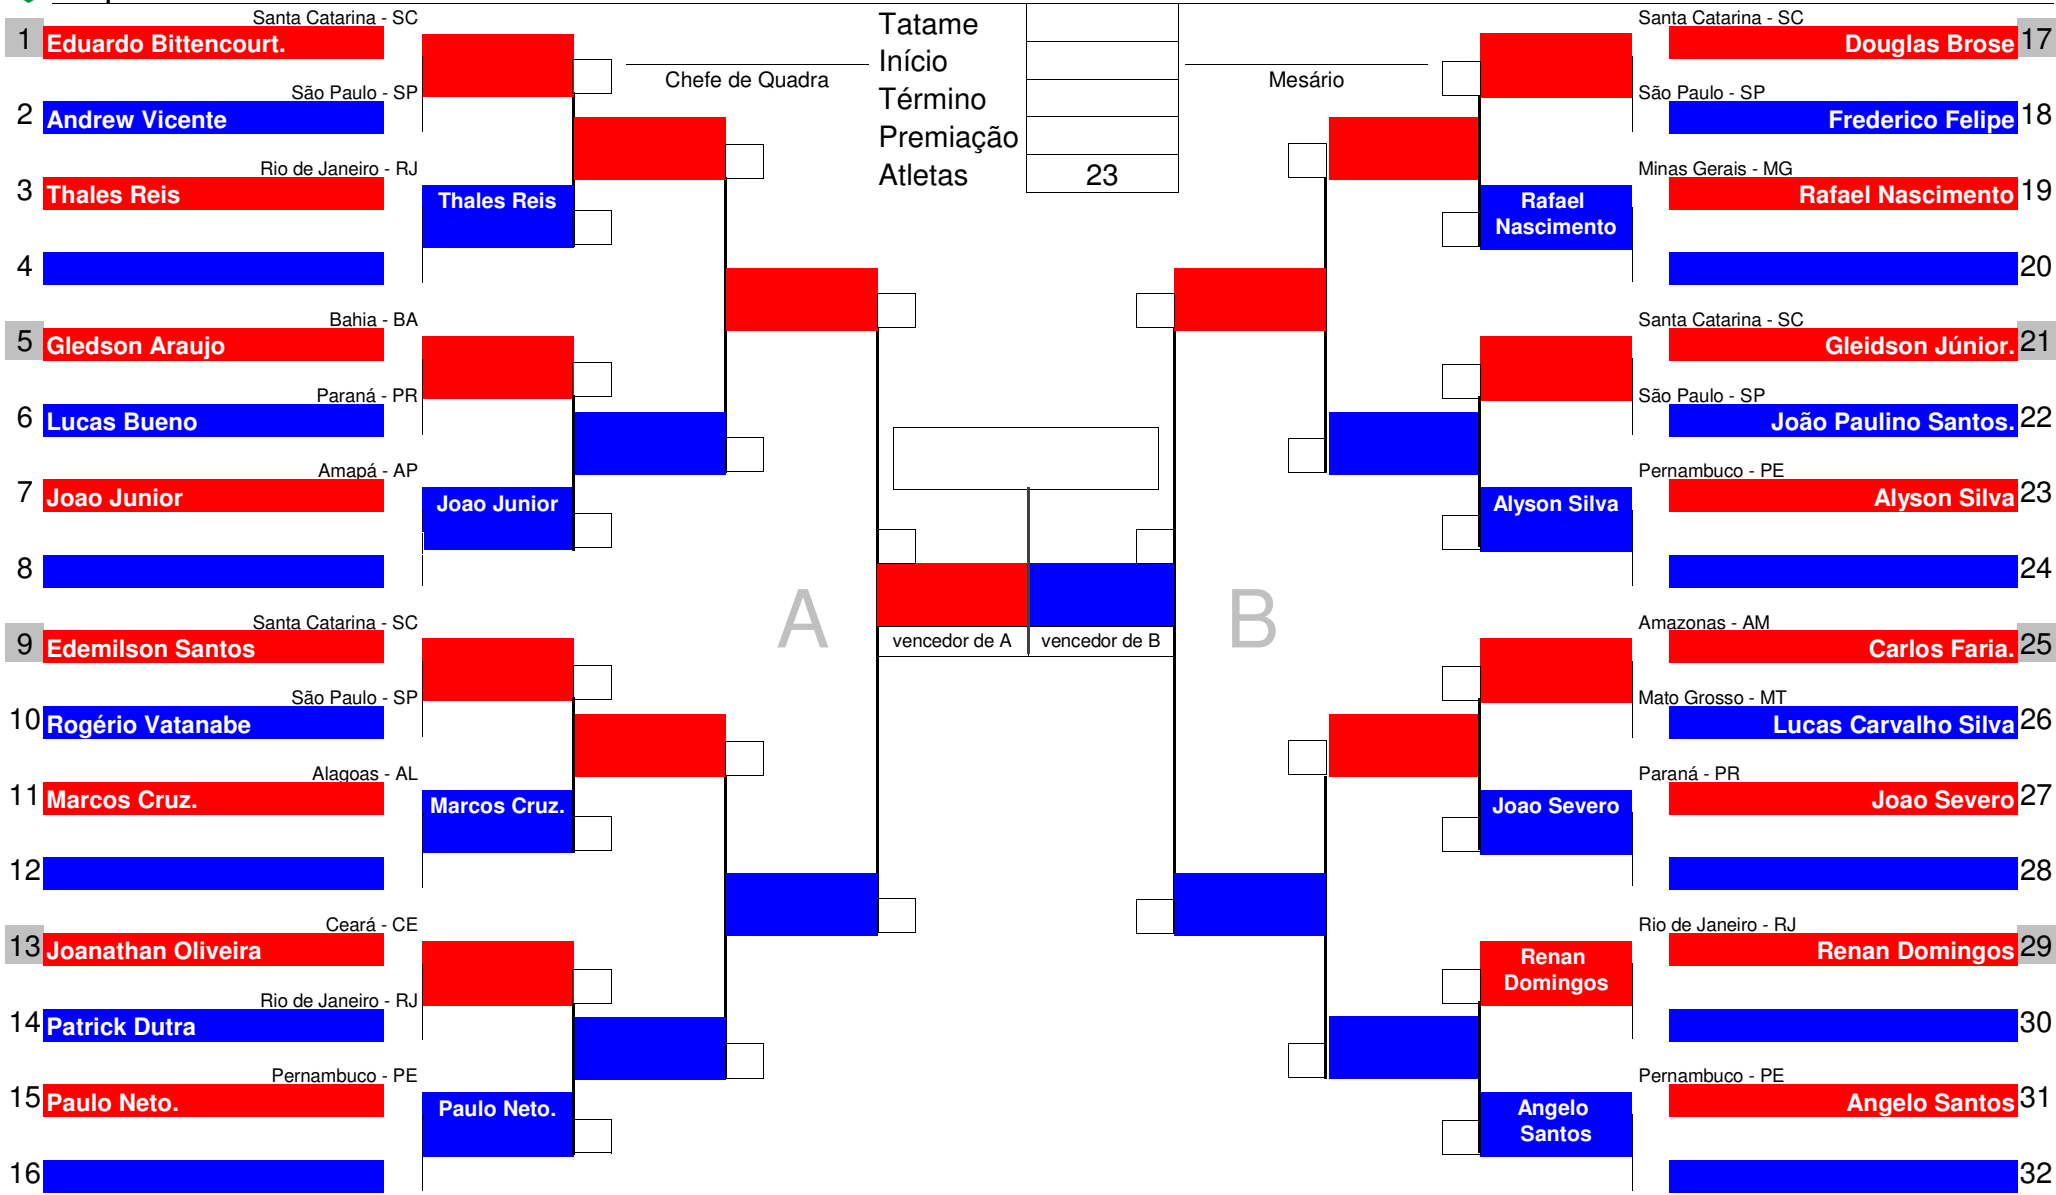 Santa Catarina - SC
1 Eduardo Bittencourt.
São Paulo - SP
2 Andrew Vicente
Rio de Janeiro - RJ
3 Thales Reis
Thales Reis
4
Bahia - BA
5 Gledson Araujo
Paraná - PR
6 Lucas Bueno
Amapá - AP
7 Joao Junior
Joao Junior
8
Santa Catarina - SC
9 Edemilson Santos
São Paulo - SP
10 Rogério Vatanabe
Alagoas - AL
11 Marcos Cruz.
Marcos Cruz.
12
Ceará - CE
13 Joanathan Oliveira
Rio de Janeiro - RJ
14 Patrick Dutra
Pernambuco - PE
15 Paulo Neto.
Paulo Neto.
16
Chefe de Quadra
Tatame
Início
Término
Premiação
Atletas 23
Mesário
A
B
vencedor de A
vencedor de B
Santa Catarina - SC
Douglas Brose 17
São Paulo - SP
Frederico Felipe 18
Minas Gerais - MG
Rafael Nascimento 19
Rafael
Nascimento
20
Santa Catarina - SC
Gleidson Júnior. 21
São Paulo - SP
João Paulino Santos. 22
Pernambuco - PE
Alyson Silva 23
Alyson Silva
24
Amazonas - AM
Carlos Faria. 25
Mato Grosso - MT
Lucas Carvalho Silva 26
Paraná - PR
Joao Severo 27
Joao Severo
28
Rio de Janeiro - RJ
Renan Domingos 29
Renan
Domingos
30
Pernambuco - PE
Angelo Santos 31
Angelo
Santos
32